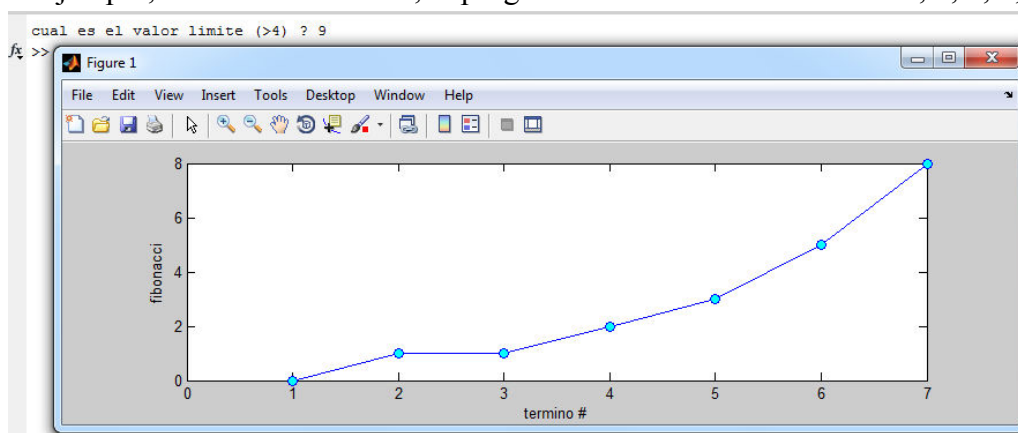 cual es el valor limite (>4) ? 9
fx >>
Figure 1
File Edit View Insert Tools Desktop Window Help
8
6
4
2
0
fibonacci
0 1 2 3 4 5 6 7
termino #